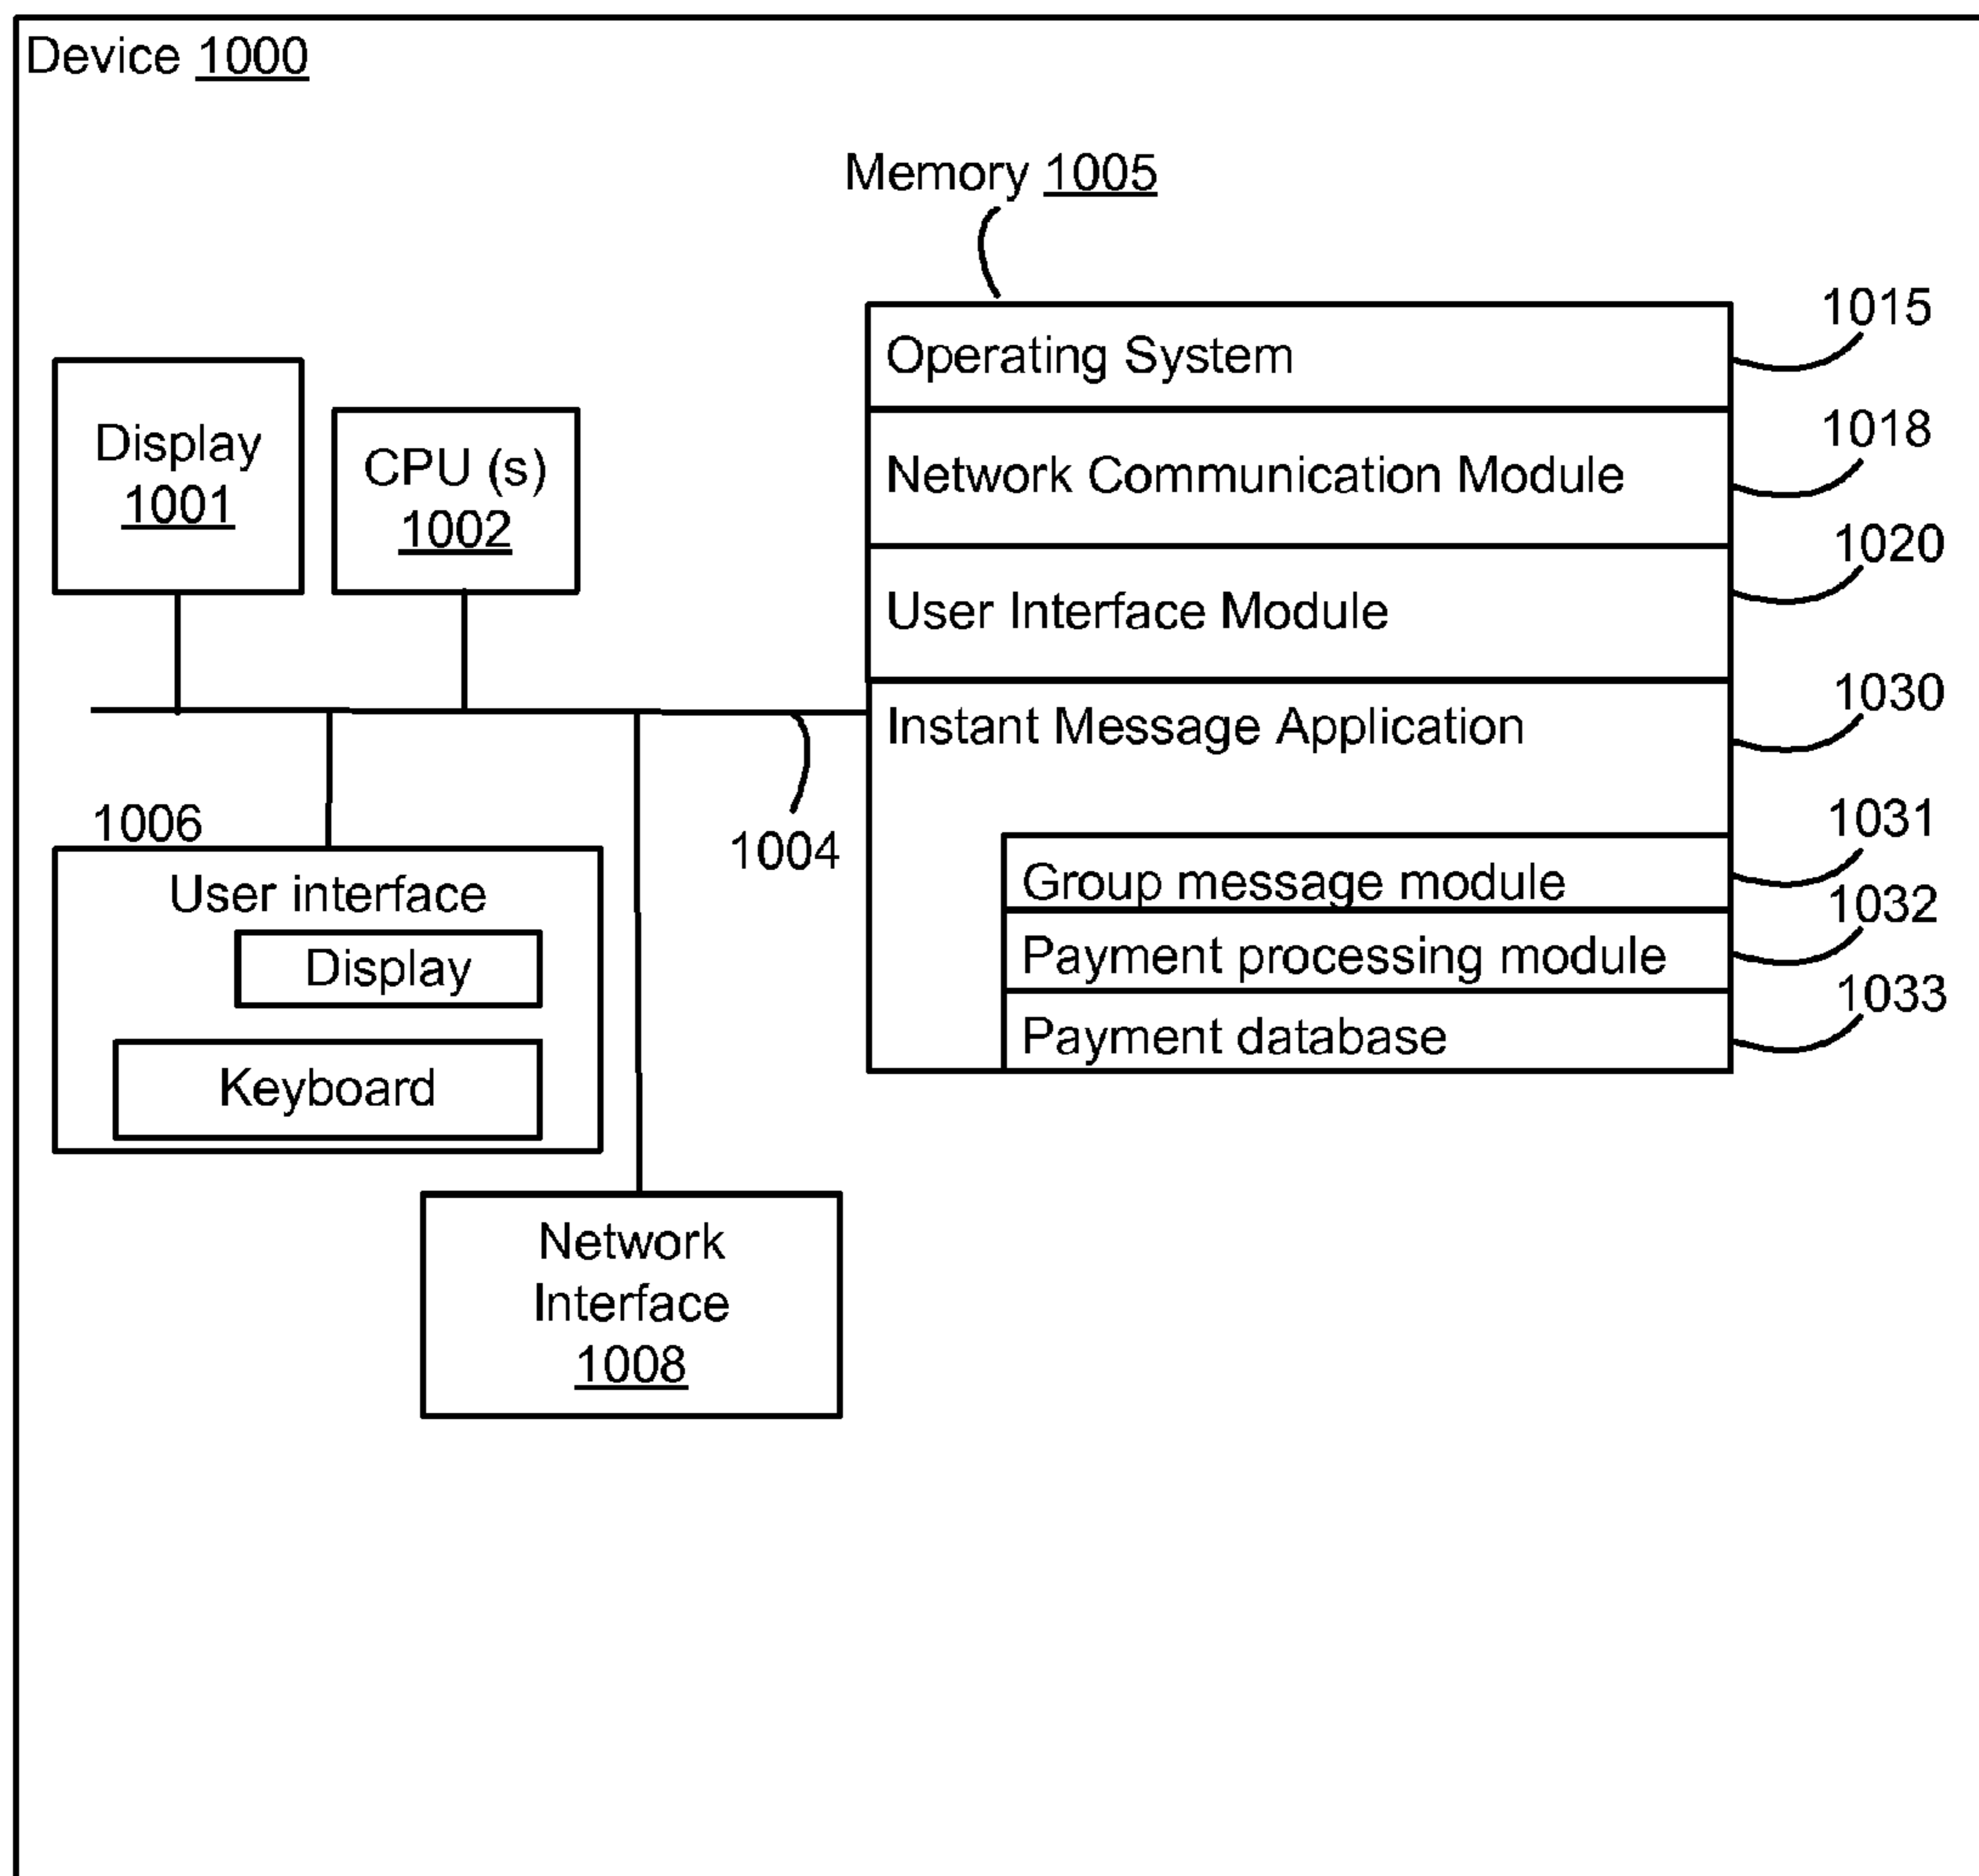 Device 1000
Memory 1005
Operating System
1015
Network Communication Module
1018
User Interface Module
1020
Instant Message Application
1030
Group message module
1031
Payment processing module
1032
Payment database
1033
Display
1001
CPU (s)
1002
1004
1006
User interface
Display
Keyboard
Network
Interface
1008